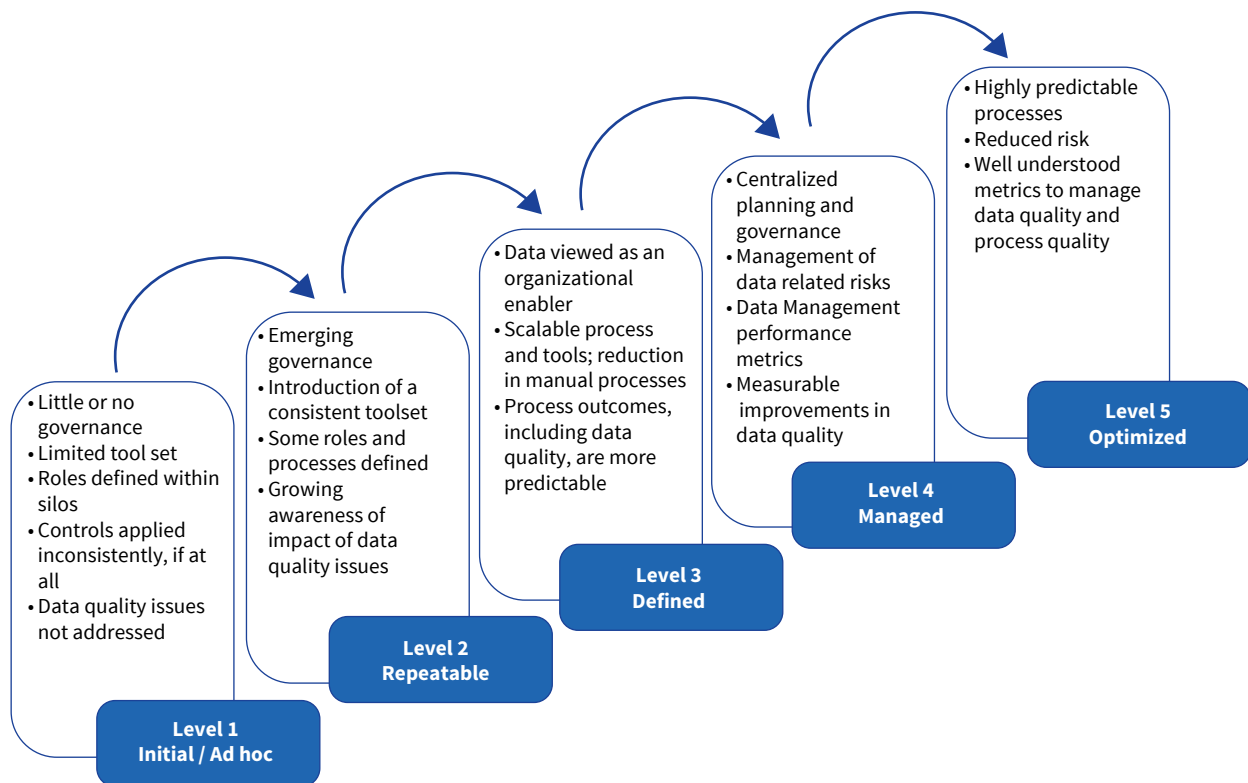 • Little or no
governance
• Limited tool set
• Roles defined within
silos
• Controls applied
inconsistently, if at
all
• Data quality issues
not addressed
Level 1
Initial / Ad hoc
• Emerging
governance
• Introduction of a
consistent toolset
• Some roles and
processes defined
• Growing
awareness of
impact of data
quality issues
Level 2
Repeatable
• Data viewed as an
organizational
enabler
• Scalable process
and tools; reduction
in manual processes
• Process outcomes,
including data
quality, are more
predictable
Level 3
Defined
• Centralized
planning and
governance
• Management of
data related risks
• Data Management
performance
metrics
• Measurable
improvements in
data quality
Level 4
Managed
• Highly predictable
processes
• Reduced risk
• Well understood
metrics to manage
data quality and
process quality
Level 5
Optimized